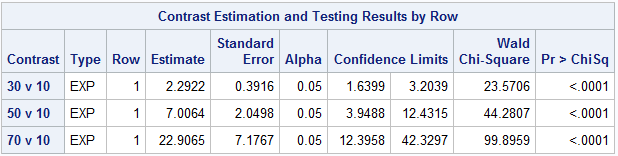 Contrast Estimation and Testing Results by Row
Contrast Type Row Estimate Standard Error Alpha Confidence Limits Wald Chi-Square Pr > ChiSq
30 v 10 EXP 1 2.2922 0.3916 0.05 1.6399 3.2039 23.5706 <.0001
50 v 10 EXP 1 7.0064 2.0498 0.05 3.9488 12.4315 44.2807 <.0001
70 v 10 EXP 1 22.9065 7.1767 0.05 12.3958 42.3297 99.8959 <.0001